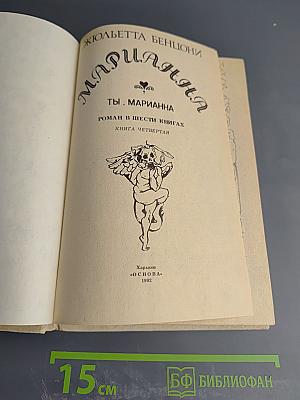 ЖЮЛЬЕТТА БЕНЦОНИ
МАРИАННА
ТЫ, МАРИАННА
РОМАН В ШЕСТИ КНИГАХ
КНИГА ЧЕТВЕРТАЯ
Харьков
«ОСНОВА»
1992
15 см
БФ БИБЛИОФАН